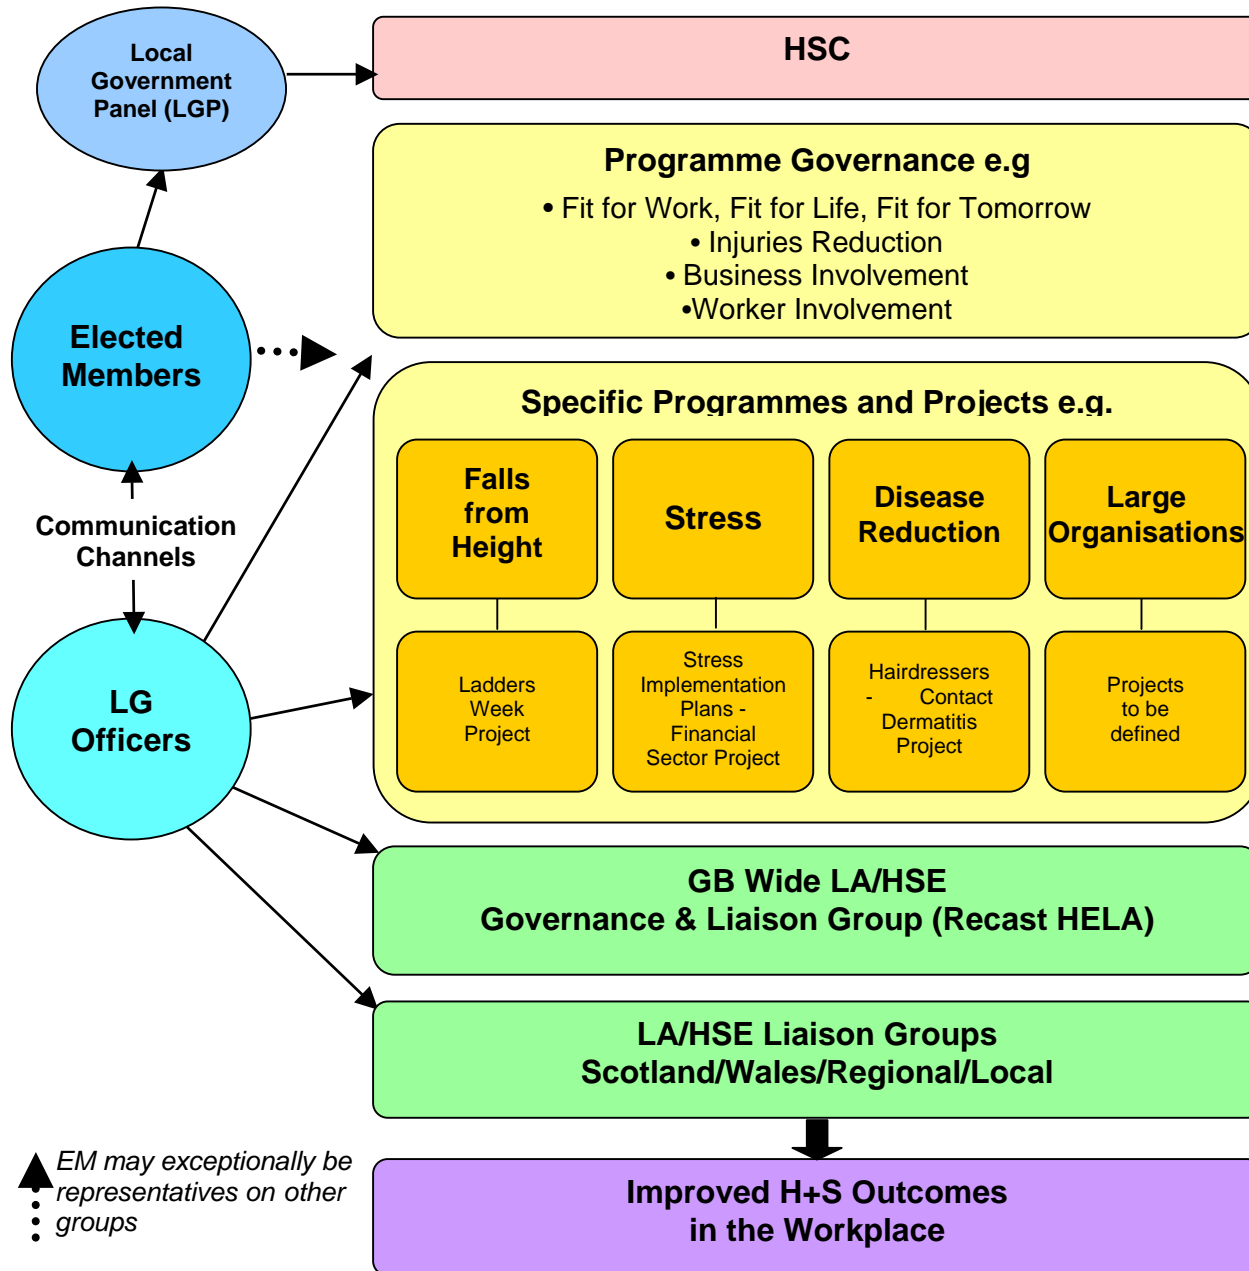 Local
Government
Panel (LGP)
HSC
Programme Governance e.g
• Fit for Work, Fit for Life, Fit for Tomorrow
• Injuries Reduction
• Business Involvement
•Worker Involvement
Elected
Members
Specific Programmes and Projects e.g.
Falls
from
Height
Stress
Disease
Reduction
Large
Organisations
Communication
Channels
LG
Officers
Ladders
Week
Project
Stress
Implementation
Plans -
Financial
Sector Project
Hairdressers
- Contact
Dermatitis
Project
Projects
to be
defined
GB Wide LA/HSE
Governance & Liaison Group (Recast HELA)
LA/HSE Liaison Groups
Scotland/Wales/Regional/Local
EM may exceptionally be
representatives on other
groups
Improved H+S Outcomes
in the Workplace